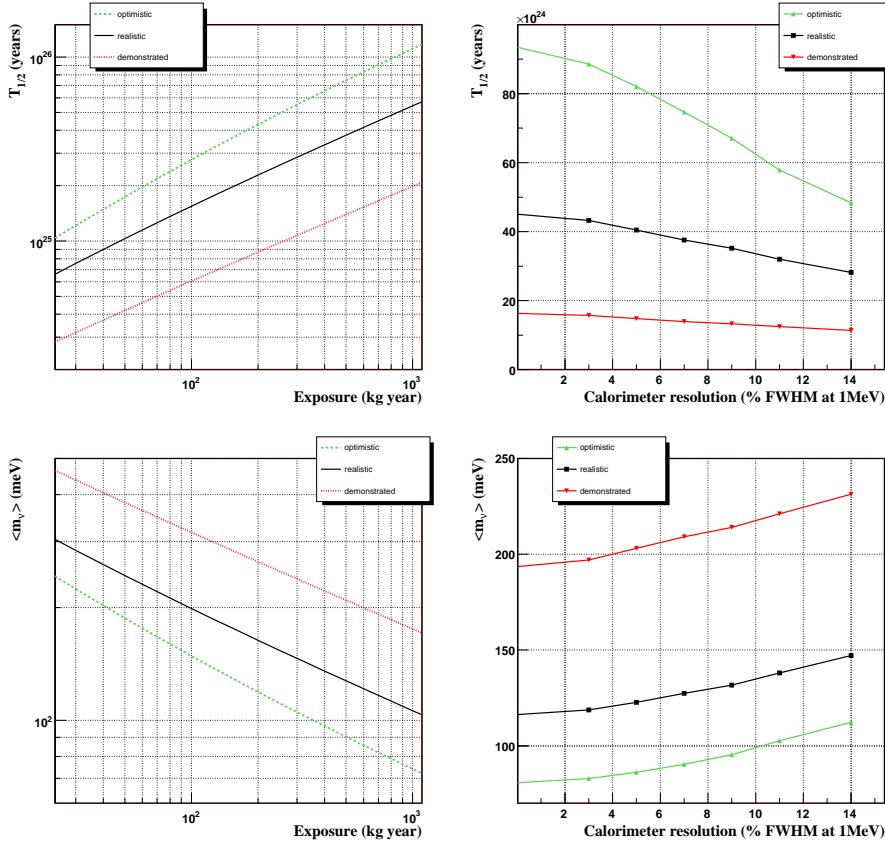 optimistic
realistic
demonstrated
T1/2 (years)
10^26
10^25
10^2
10^3
Exposure (kg year)
×10^24
optimistic
realistic
demonstrated
T1/2 (years)
80
60
40
20
0
2
4
6
8
10
12
14
Calorimeter resolution (% FWHM at 1MeV)
optimistic
realistic
demonstrated
<m_ν> (meV)
10^2
10^2
10^3
Exposure (kg year)
optimistic
realistic
demonstrated
<m_ν> (meV)
250
200
150
100
2
4
6
8
10
12
14
Calorimeter resolution (% FWHM at 1MeV)